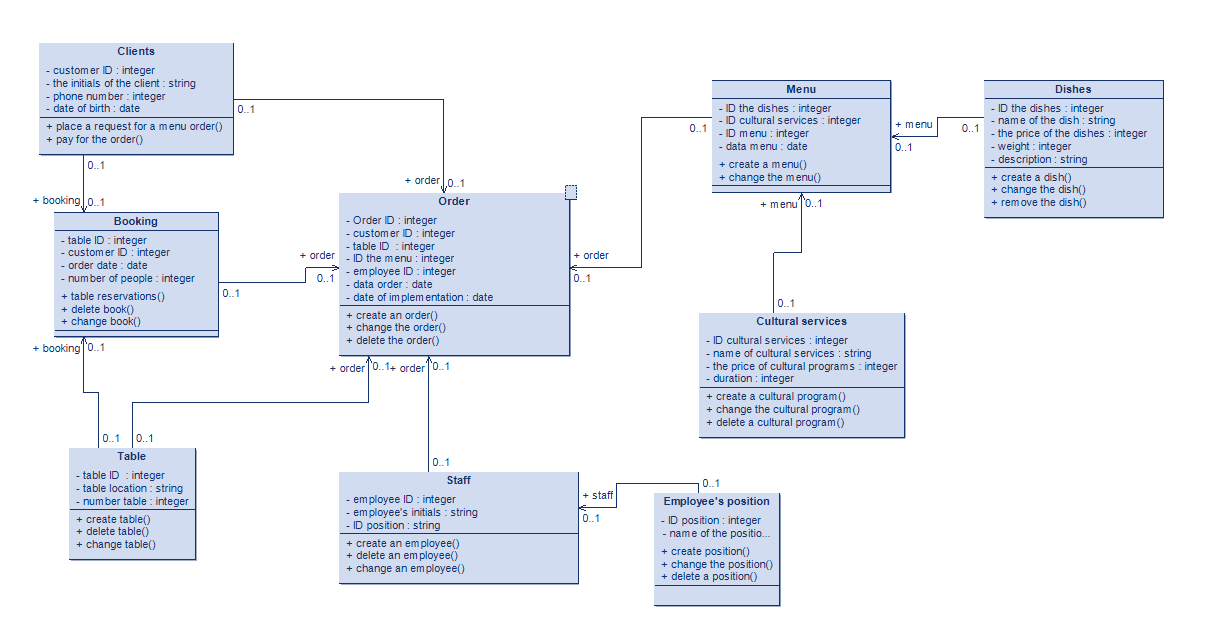 Clients
- customer ID : integer
- the initials of the client : string
- phone number : integer
- date of birth : date
+ place a request for a menu order()
+ pay for the order()
0..1
0..1
+ order
0..1
+ booking
0..1
Booking
- table ID : integer
- customer ID : integer
- order date : date
- number of people : integer
+ table reservations()
+ delete book()
+ change book()
0..1
+ order
0..1
+ booking
0..1
Order
- Order ID : integer
- customer ID : integer
- table ID : integer
- ID the menu : integer
- employee ID : integer
- data order : date
- date of implementation : date
+ create an order()
+ change the order()
+ delete the order()
+ order
0..1
+ order
0..1
+ order
0..1
Menu
- ID the dishes : integer
- ID cultural services : integer
- ID menu : integer
- data menu : date
+ create a menu()
+ change the menu()
0..1
+ menu
0..1
0..1
+ menu
0..1
Dishes
- ID the dishes : integer
- name of the dish : string
- the price of the dishes : integer
- weight : integer
- description : string
+ create a dish()
+ change the dish()
+ remove the dish()
0..1
Cultural services
- ID cultural services : integer
- name of cultural services : string
- the price of cultural programs : integer
- duration : integer
+ create a cultural program()
+ change the cultural program()
+ delete a cultural program()
0..1
0..1
Table
- table ID : integer
- table location : string
- number table : integer
+ create table()
+ delete table()
+ change table()
0..1
Staff
- employee ID : integer
- employee's initials : string
- ID position : string
+ create an employee()
+ delete an employee()
+ change an employee()
+ staff
0..1
0..1
Employee's position
- ID position : integer
- name of the positio...
+ create position()
+ change the position()
+ delete a position()